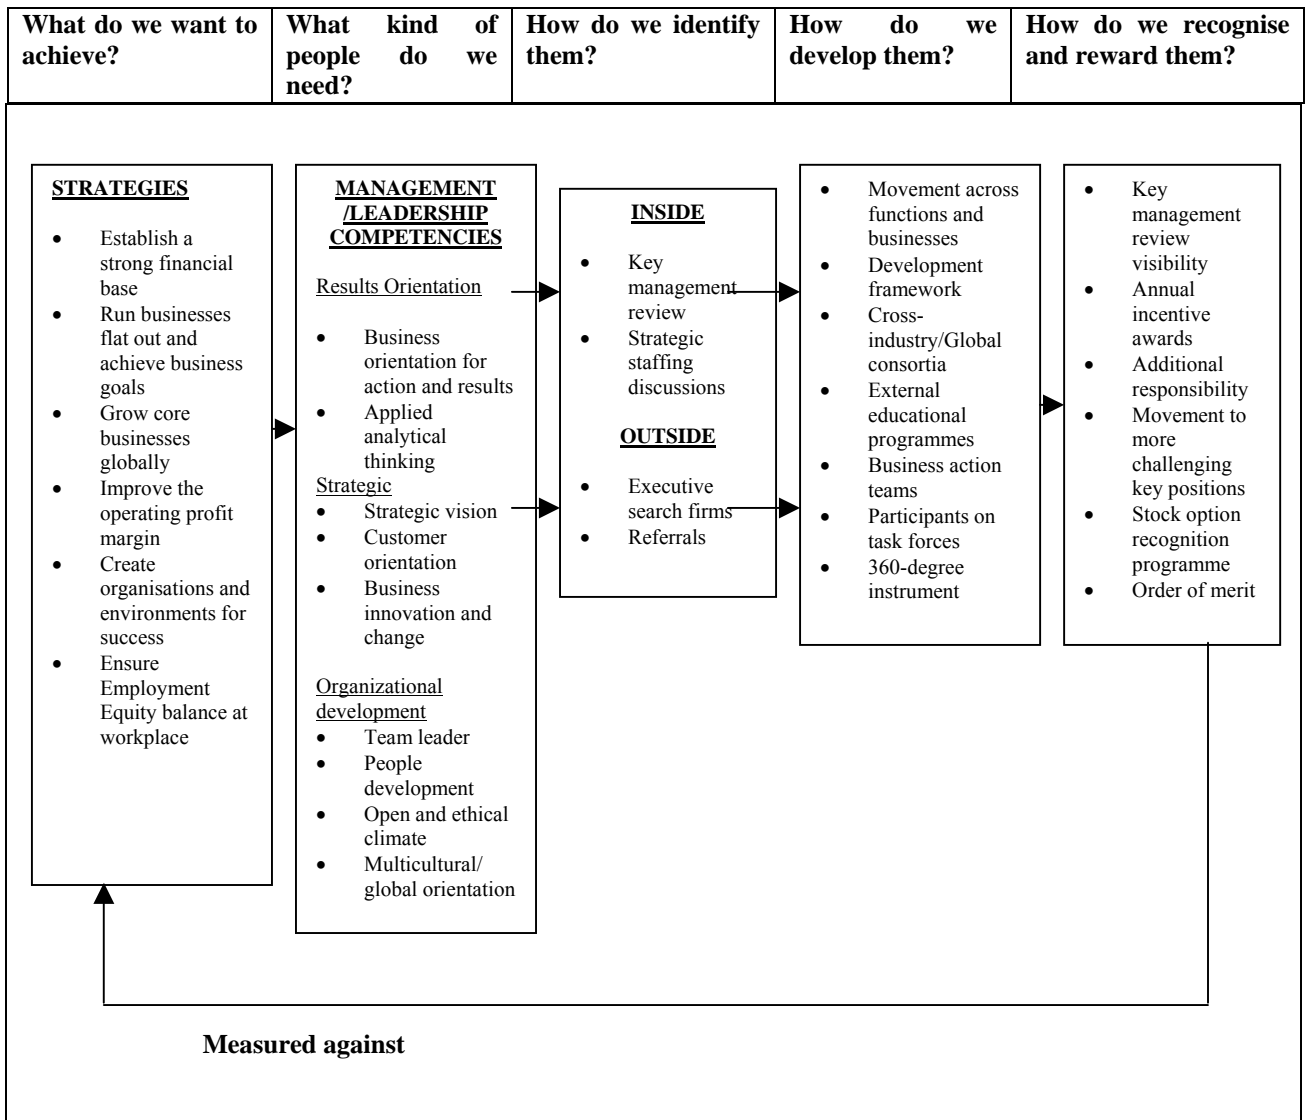 What do we want to
achieve?
What kind of
people do we
need?
How do we identify
them?
How do we
develop them?
How do we recognise
and reward them?
STRATEGIES
• Establish a
strong financial
base
• Run businesses
flat out and
achieve business
goals
• Grow core
businesses
globally
• Improve the
operating profit
margin
• Create
organisations and
environments for
success
• Ensure
Employment
Equity balance at
workplace
MANAGEMENT
/LEADERSHIP
COMPETENCIES
Results Orientation
• Business
orientation for
action and results
• Applied
analytical
thinking
Strategic
• Strategic vision
• Customer
orientation
• Business
innovation and
change
Organizational
development
• Team leader
• People
development
• Open and ethical
climate
• Multicultural/
global orientation
INSIDE
• Key
management
review
• Strategic
staffing
discussions
OUTSIDE
• Executive
search firms
• Referrals
• Movement across
functions and
businesses
• Development
framework
• Cross-
industry/Global
consortia
• External
educational
programmes
• Business action
teams
• Participants on
task forces
• 360-degree
instrument
• Key
management
review
visibility
• Annual
incentive
awards
• Additional
responsibility
• Movement to
more
challenging
key positions
• Stock option
recognition
programme
• Order of merit
Measured against